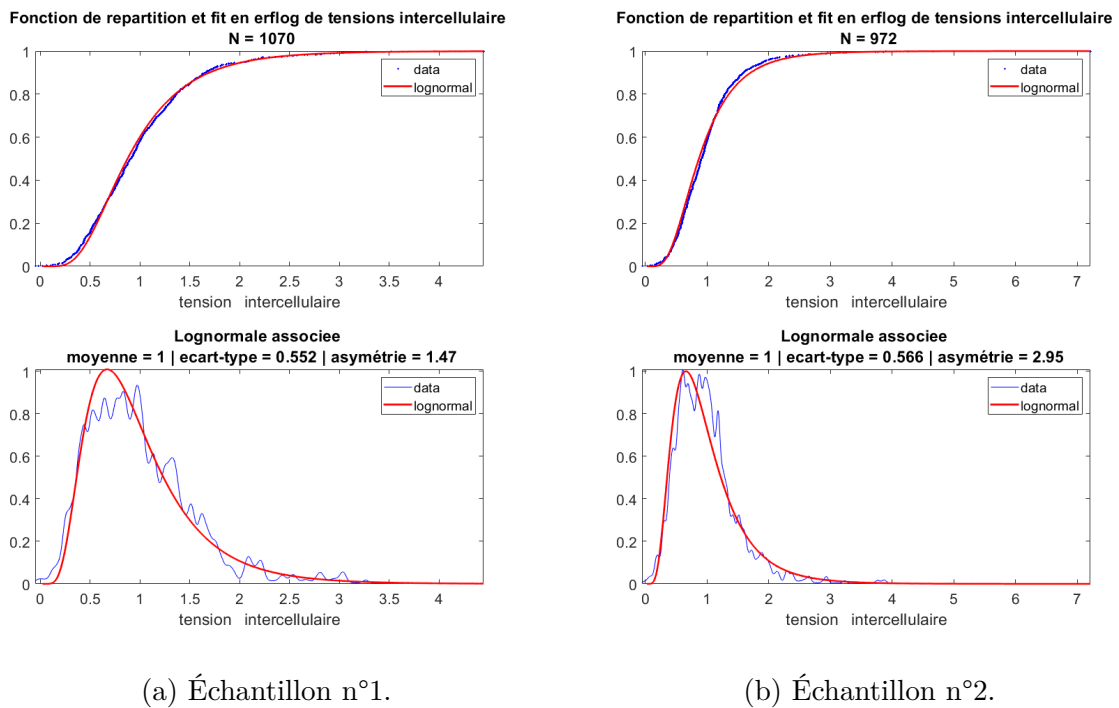 Fonction de repartition et fit en erflog de tensions intercellulaire
N = 1070
1
0.8
0.6
0.4
0.2
0
data
lognormal
0 0.5 1 1.5 2 2.5 3 3.5 4
tension intercellulaire
Lognormale associee
moyenne = 1 | ecart-type = 0.552 | asymétrie = 1.47
1
0.8
0.6
0.4
0.2
0
data
lognormal
0 0.5 1 1.5 2 2.5 3 3.5 4
tension intercellulaire
(a) Échantillon n°1.
Fonction de repartition et fit en erflog de tensions intercellulaire
N = 972
1
0.8
0.6
0.4
0.2
0
data
lognormal
0 1 2 3 4 5 6 7
tension intercellulaire
Lognormale associee
moyenne = 1 | ecart-type = 0.566 | asymétrie = 2.95
1
0.8
0.6
0.4
0.2
0
data
lognormal
0 1 2 3 4 5 6 7
tension intercellulaire
(b) Échantillon n°2.